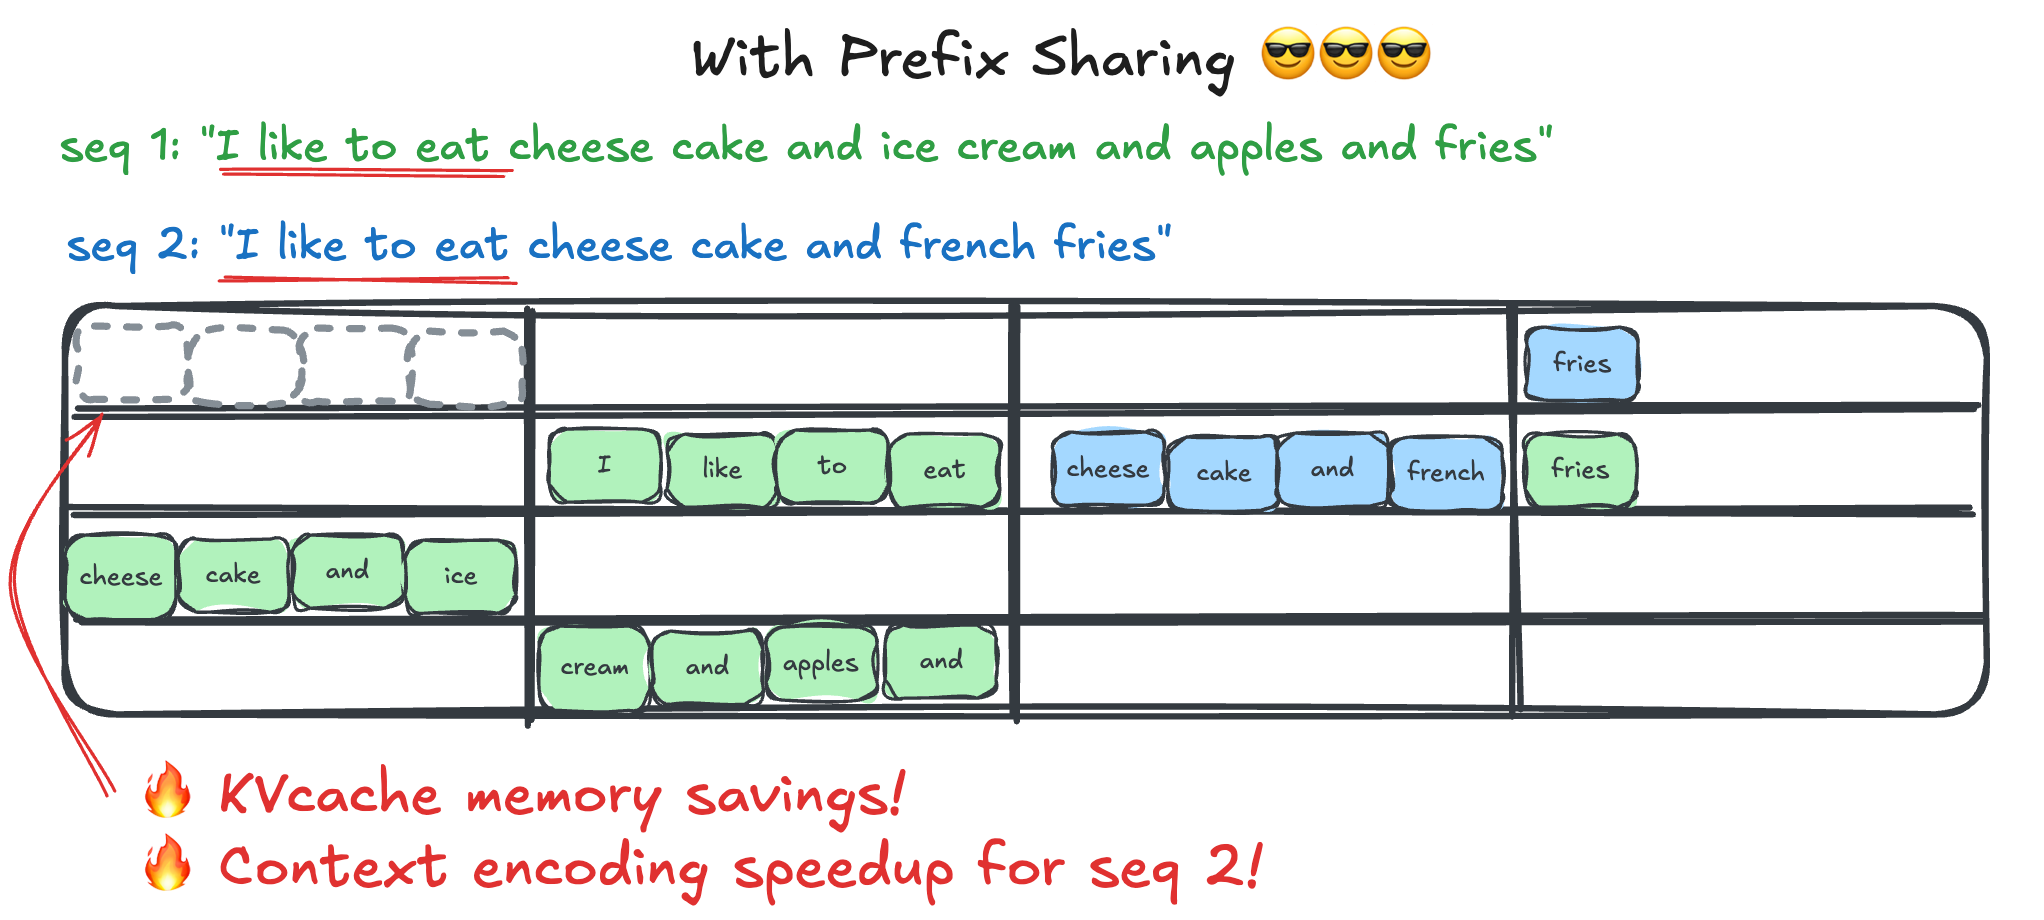 With Prefix Sharing 😎😎😎
seq 1: "I like to eat cheese cake and ice cream and apples and fries"
seq 2: "I like to eat cheese cake and french fries"
fries
I like to eat cheese cake and french fries
cheese cake and ice
cream and apples and
🔥 KVcache memory savings!
🔥 Context encoding speedup for seq 2!